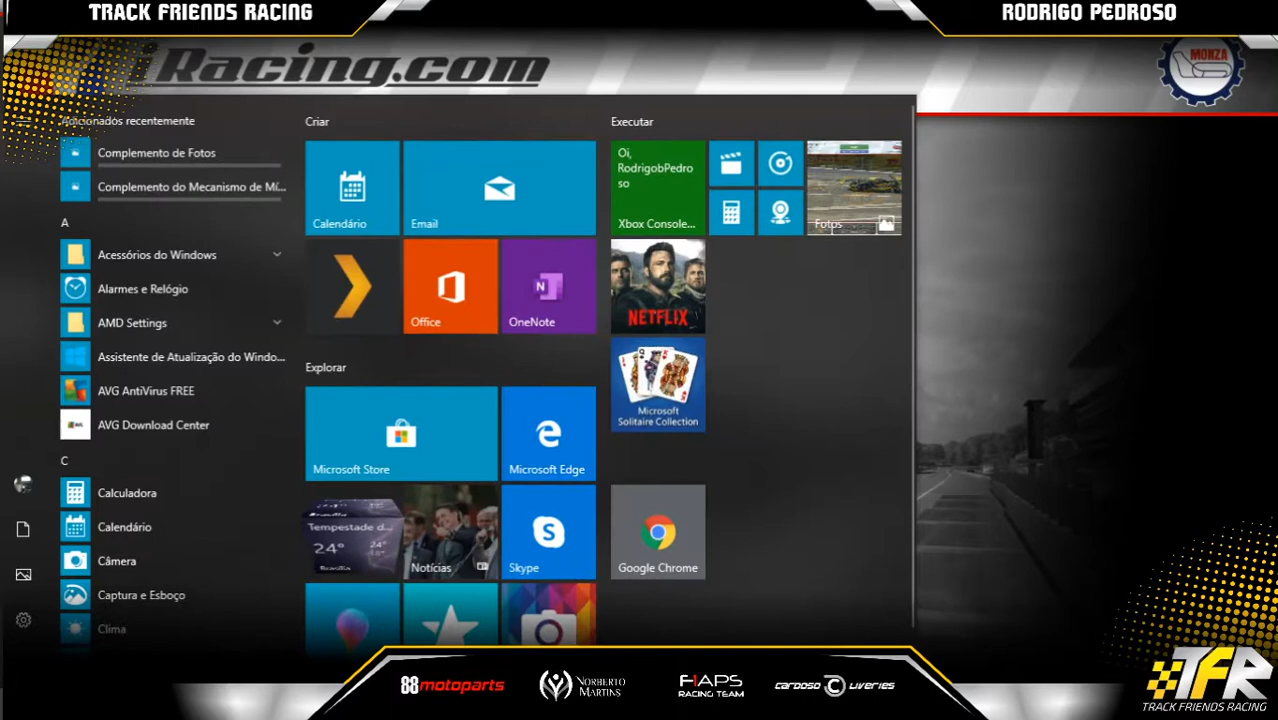 TRACK FRIENDS RACING
RODRIGO PEDROSO
iRacing.com
MONZA
Adicionados recentemente
Complemento de Fotos
Complemento do Mecanismo de Mí...
A
Acessórios do Windows
Alarmes e Relógio
AMD Settings
Assistente de Atualização do Windo...
AVG AntiVirus FREE
AVG Download Center
C
Calculadora
Calendário
Câmera
Captura e Esboço
Clima
Criar
Calendário
Email
Office
N
OneNote
Explorar
Microsoft Store
Microsoft Edge
Tempestade d...
24°
24°
Brasília
Notícias
S
Skype
Executar
Oi,
RodrigobPedro
so
Xbox Console...
Fotos
NETFLIX
Microsoft
Solitaire Collection
Google Chrome
88motoparts
NORBERTO
MARTINS
F1APS
RACING TEAM
CARDOSO C LIVERIES
TFR
TRACK FRIENDS RACING